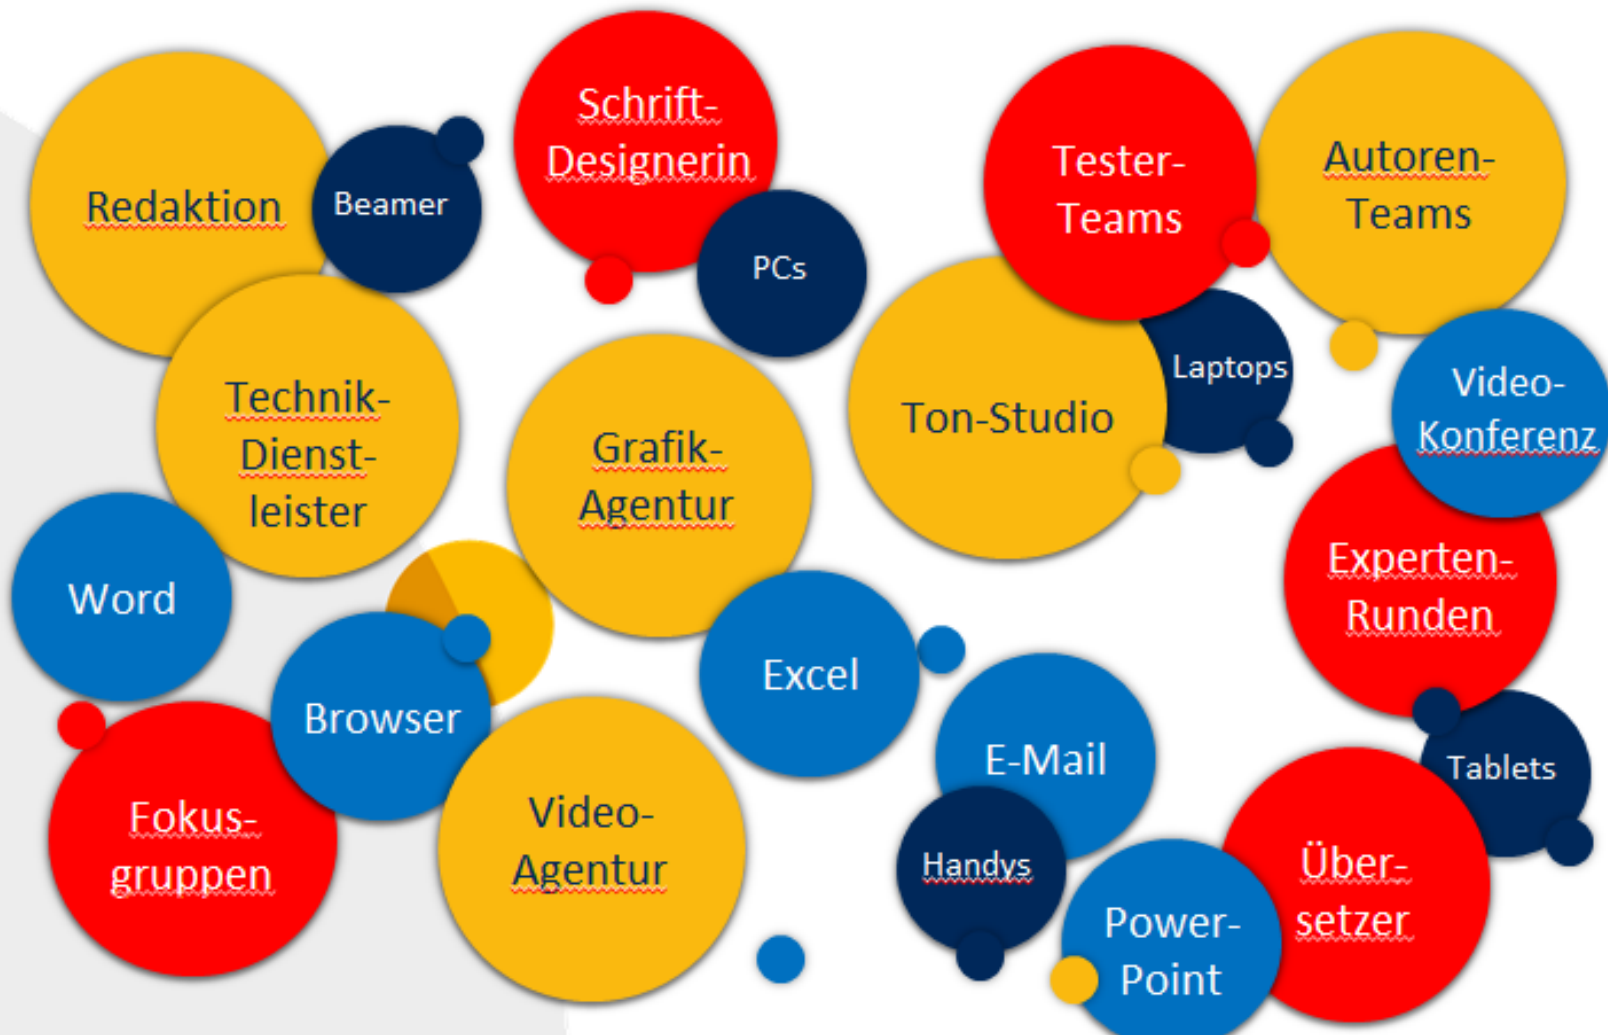 Schrift-
Designerin
Tester-
Teams
Autoren-
Teams
Redaktion
Beamer
PCs
Laptops
Video-
Konferenz
Technik-
Dienst-
leister
Grafik-
Agentur
Ton-Studio
Word
Experten-
Runden
Browser
Excel
E-Mail
Tablets
Fokus-
gruppen
Video-
Agentur
Handys
Über-
setzer
Power-
Point